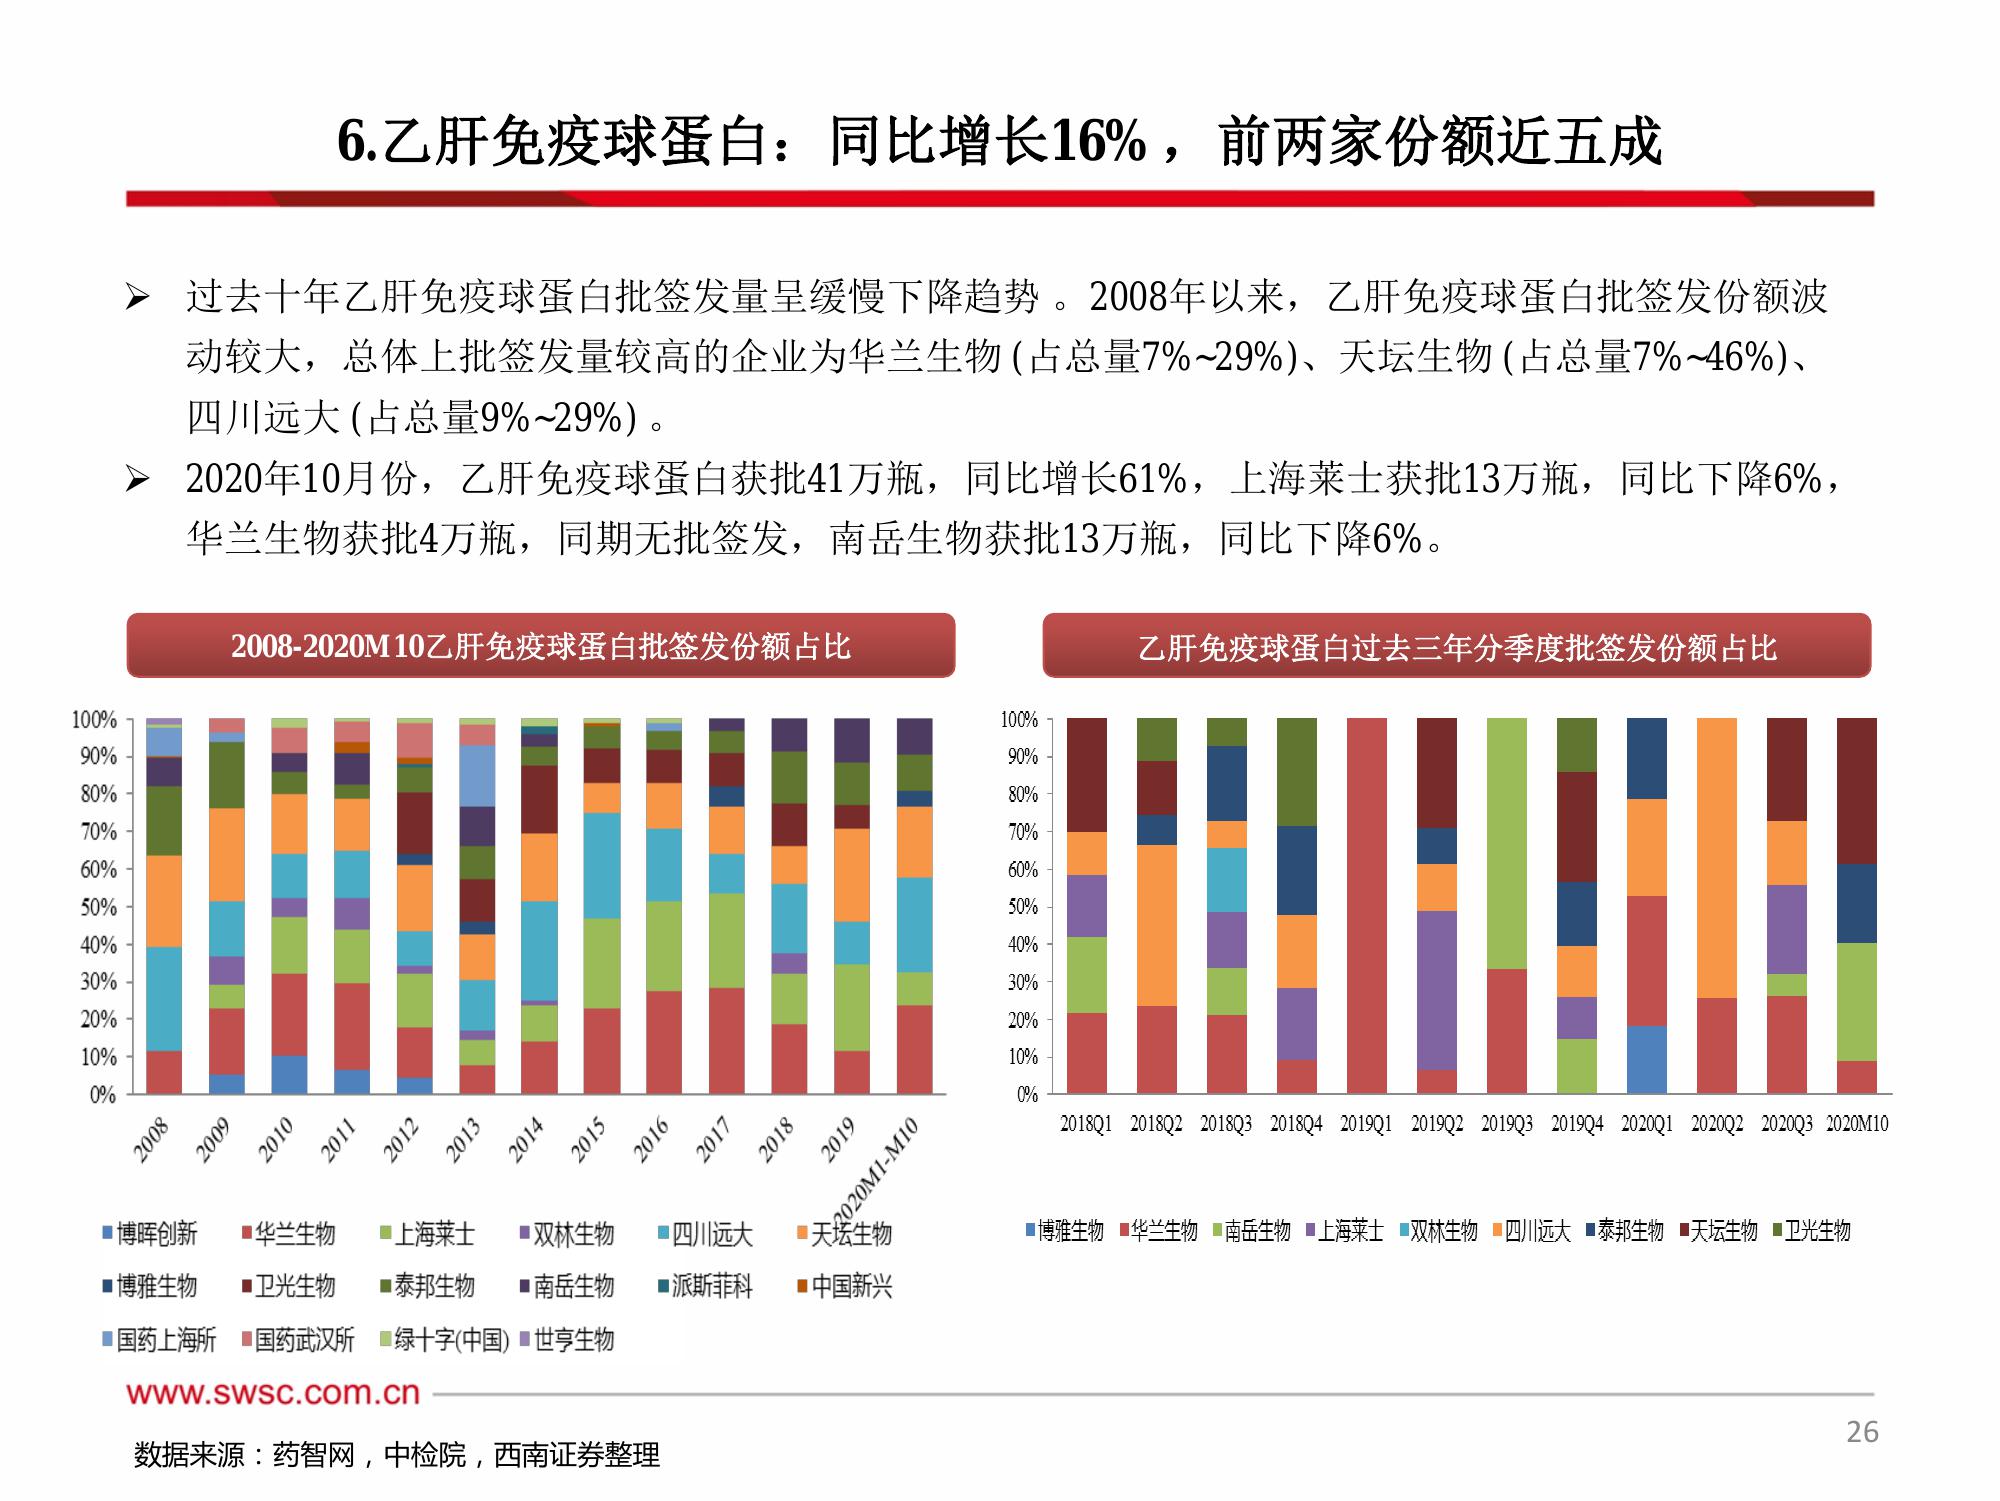 6.乙肝免疫球蛋白：同比增长16%，前两家份额近五成
➢ 过去十年乙肝免疫球蛋白批签发量呈缓慢下降趋势。2008年以来，乙肝免疫球蛋白批签发份额波
动较大，总体上批签发量较高的企业为华兰生物(占总量7%~29%)、天坛生物(占总量7%~46%)、
四川远大(占总量9%~29%)。
➢ 2020年10月份，乙肝免疫球蛋白获批41万瓶，同比增长61%，上海莱士获批13万瓶，同比下降6%，
华兰生物获批4万瓶，同期无批签发，南岳生物获批13万瓶，同比下降6%。
2008-2020M10乙肝免疫球蛋白批签发份额占比
100%
90%
80%
70%
60%
50%
40%
30%
20%
10%
0%
2008 2009 2010 2011 2012 2013 2014 2015 2016 2017 2018 2019 2020M1-M10
博晖创新 华兰生物 上海莱士 双林生物 四川远大 天坛生物
博雅生物 卫光生物 泰邦生物 南岳生物 派斯菲科 中国新兴
国药上海所 国药武汉所 绿十字(中国) 世亨生物
乙肝免疫球蛋白过去三年分季度批签发份额占比
100%
90%
80%
70%
60%
50%
40%
30%
20%
10%
0%
2018Q1 2018Q2 2018Q3 2018Q4 2019Q1 2019Q2 2019Q3 2019Q4 2020Q1 2020Q2 2020Q3 2020M10
博雅生物 华兰生物 南岳生物 上海莱士 双林生物 四川远大 泰邦生物 天坛生物 卫光生物
www.swsc.com.cn
26
数据来源：药智网，中检院，西南证券整理